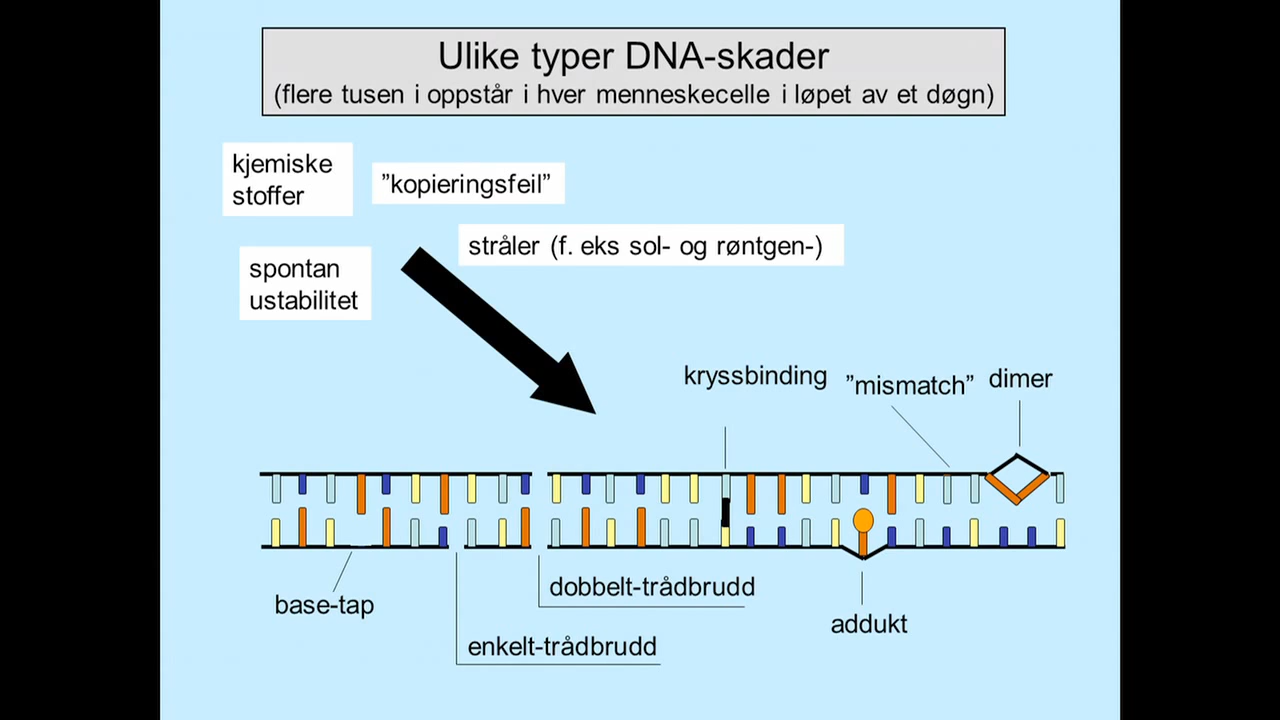 Ulike typer DNA-skader
(flere tusen i oppstår i hver menneskecelle i løpet av et døgn)
kjemiske
stoffer
”kopieringsfeil”
stråler (f. eks sol- og røntgen-)
spontan
ustabilitet
kryssbinding
”mismatch”
dimer
base-tap
dobbelt-trådbrudd
enkelt-trådbrudd
addukt